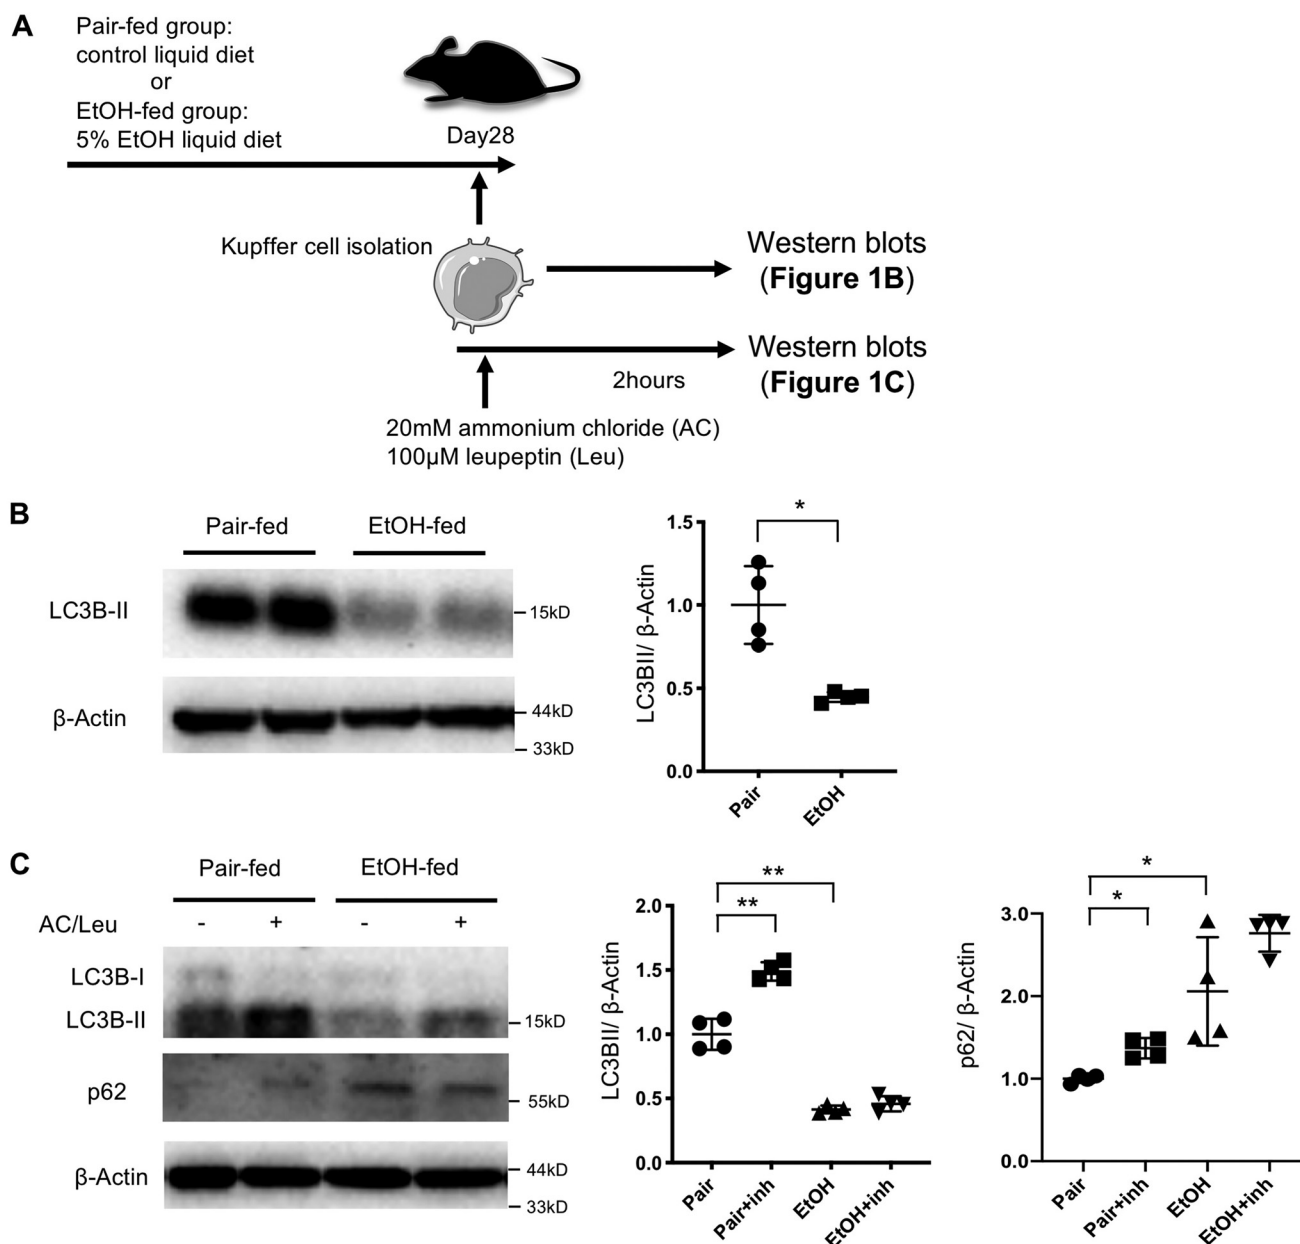 A
Pair-fed group:
control liquid diet
or
EtOH-fed group:
5% EtOH liquid diet
Day28
Kupffer cell isolation
Western blots
(Figure 1B)
Western blots
(Figure 1C)
2hours
20mM ammonium chloride (AC)
100μM leupeptin (Leu)
B
Pair-fed
EtOH-fed
LC3B-II
15kD
β-Actin
44kD
33kD
LC3BII/ β-Actin
1.5
1.0
0.5
0.0
*
Pair
EtOH
C
Pair-fed
EtOH-fed
AC/Leu
- + - +
LC3B-I
LC3B-II
15kD
p62
55kD
β-Actin
44kD
33kD
LC3BII/ β-Actin
2.0
1.5
1.0
0.5
0.0
**
**
Pair
Pair+inh
EtOH
EtOH+inh
p62/ β-Actin
3.0
2.0
1.0
0.0
*
*
Pair
Pair+inh
EtOH
EtOH+inh